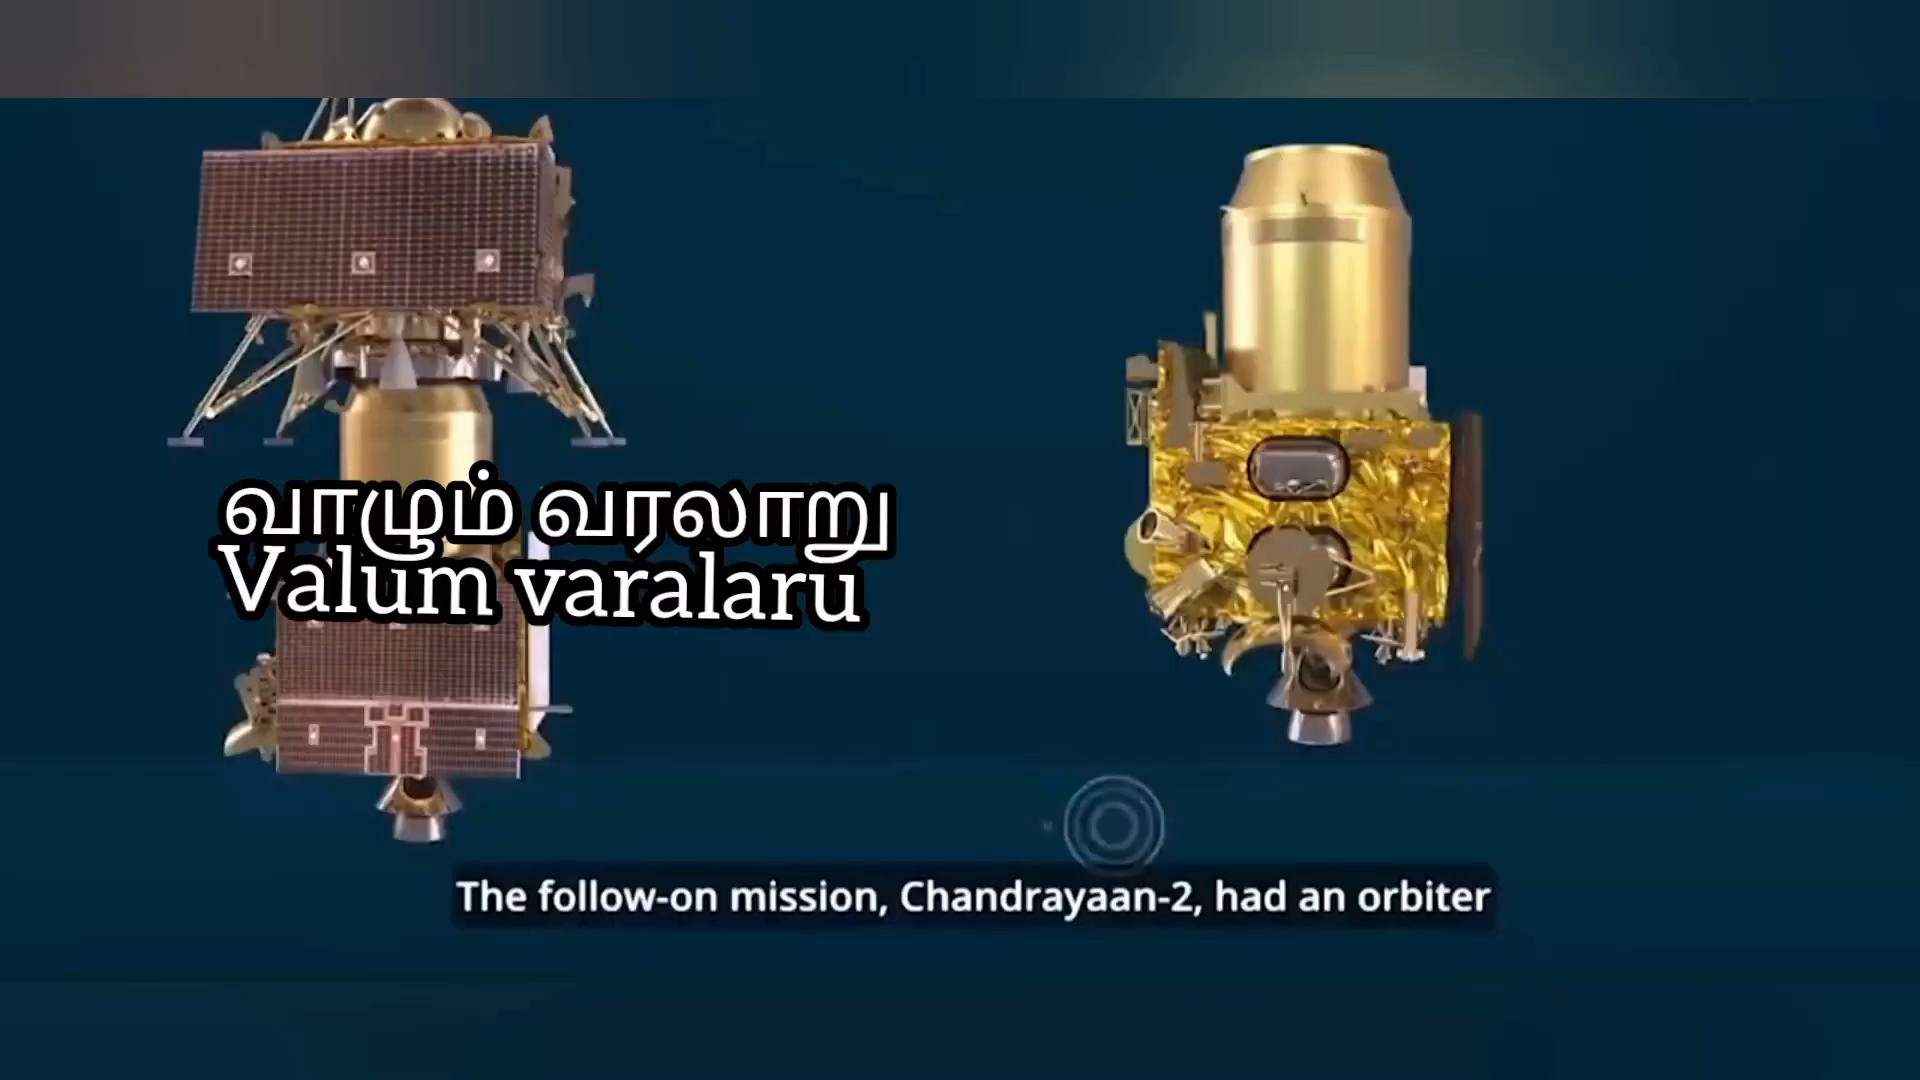 வாழும் வரலாறு
Valum varalaru
The follow-on mission, Chandrayaan-2, had an orbiter